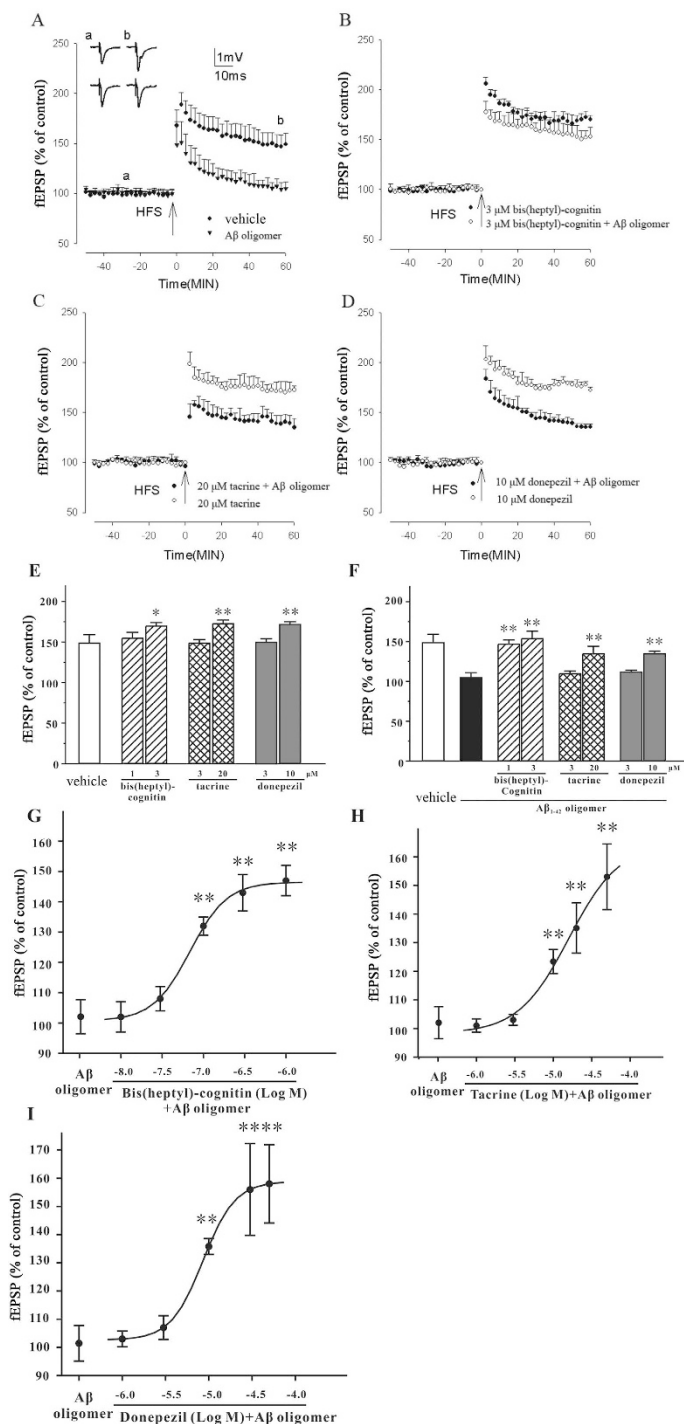 A
a b
1mV
10ms
b
a
HFS
vehicle
Aβ oligomer
fEPSP (% of control)
250
200
150
100
50
-40 -20 0 20 40 60
Time(MIN)
B
fEPSP (% of control)
250
200
150
100
50
HFS
3 μM bis(heptyl)-cognitin
3 μM bis(heptyl)-cognitin + Aβ oligomer
-40 -20 0 20 40 60
Time(MIN)
C
fEPSP (% of control)
250
200
150
100
50
HFS
20 μM tacrine + Aβ oligomer
20 μM tacrine
-40 -20 0 20 40 60
Time(MIN)
D
fEPSP (% of control)
250
200
150
100
50
HFS
10 μM donepezil + Aβ oligomer
10 μM donepezil
-40 -20 0 20 40 60
Time(MIN)
E
fEPSP (% of control)
200
150
100
50
0
* ** **
1 3 3 20 3 10 μM
vehicle bis(heptyl)-cognitin tacrine donepezil
F
fEPSP (% of control)
200
150
100
50
0
** ** ** **
1 3 3 20 3 10 μM
bis(heptyl)-Cognitin tacrine donepezil
vehicle Aβ1-42 oligomer
G
fEPSP (% of control)
160
150
140
130
120
110
100
90
** ** **
Aβ oligomer -8.0 -7.5 -7.0 -6.5 -6.0
Bis(heptyl)-cognitin (Log M)
+Aβ oligomer
H
fEPSP (% of control)
160
150
140
130
120
110
100
90
** ** **
Aβ oligomer -6.0 -5.5 -5.0 -4.5 -4.0
Tacrine (Log M)+Aβ oligomer
I
fEPSP (% of control)
170
160
150
140
130
120
110
100
90
** ****
Aβ oligomer -6.0 -5.5 -5.0 -4.5 -4.0
Donepezil (Log M)+Aβ oligomer